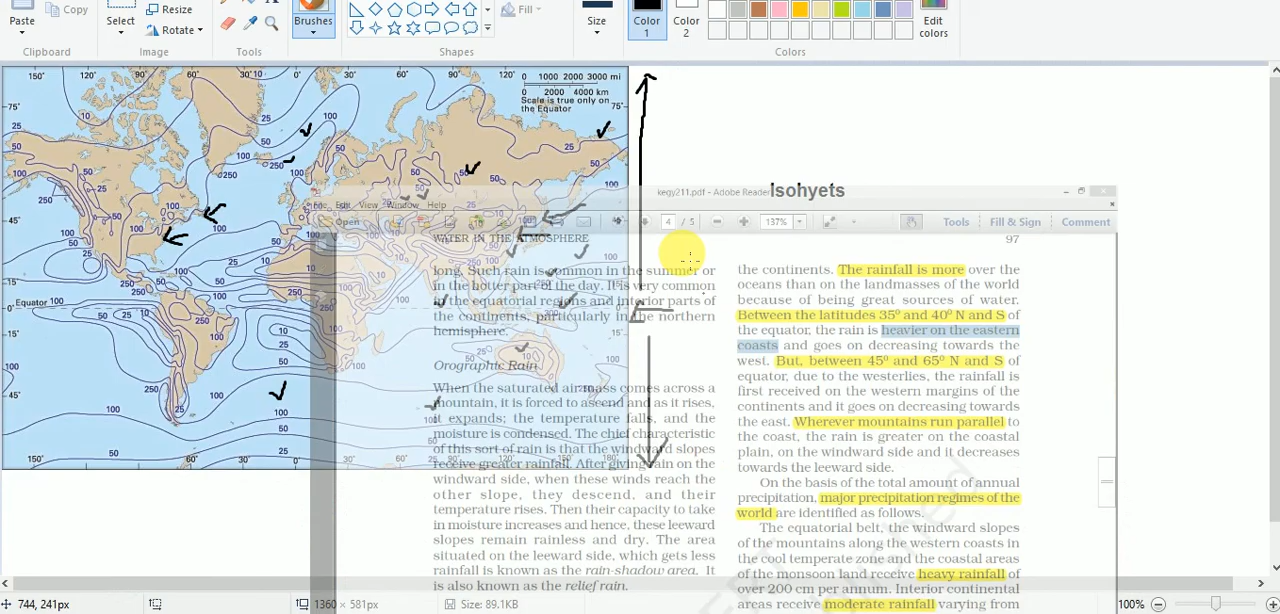 Paste
Copy
Select
Resize
Rotate
Brushes
Fill
Size
Color
1
Color
2
Edit
colors
Clipboard
Image
Tools
Shapes
Colors
0 1000 2000 3000 mi
0 2000 4000 km
Scale is true only on
the Equator
Equator
Isohyets
kegy211.pdf - Adobe Reader
File Edit View Window Help
Open
4 / 5
137%
Tools
Fill & Sign
Comment
WATER IN THE ATMOSPHERE
97
long. Such rain is common in the summer or
in the hotter part of the day. It is very common
in the equatorial regions and interior parts of
the continents, particularly in the northern
hemisphere.
Orographic Rain
When the saturated air mass comes across a
mountain, it is forced to ascend and as it rises,
it expands; the temperature falls, and the
moisture is condensed. The chief characteristic
of this sort of rain is that the windward slopes
receive greater rainfall. After giving rain on the
windward side, when these winds reach the
other slope, they descend, and their
temperature rises. Then their capacity to take
in moisture increases and hence, these leeward
slopes remain rainless and dry. The area
situated on the leeward side, which gets less
rainfall is known as the rain-shadow area. It
is also known as the relief rain.
the continents. The rainfall is more over the
oceans than on the landmasses of the world
because of being great sources of water.
Between the latitudes 35° and 40° N and S of
the equator, the rain is heavier on the eastern
coasts and goes on decreasing towards the
west. But, between 45° and 65° N and S of
equator, due to the westerlies, the rainfall is
first received on the western margins of the
continents and it goes on decreasing towards
the east. Wherever mountains run parallel to
the coast, the rain is greater on the coastal
plain, on the windward side and it decreases
towards the leeward side.
On the basis of the total amount of annual
precipitation, major precipitation regimes of the
world are identified as follows.
The equatorial belt, the windward slopes
of the mountains along the western coasts in
the cool temperate zone and the coastal areas
of the monsoon land receive heavy rainfall of
over 200 cm per annum. Interior continental
areas receive moderate rainfall varying from
744, 241px
1360 × 581px
Size: 89.1KB
100%